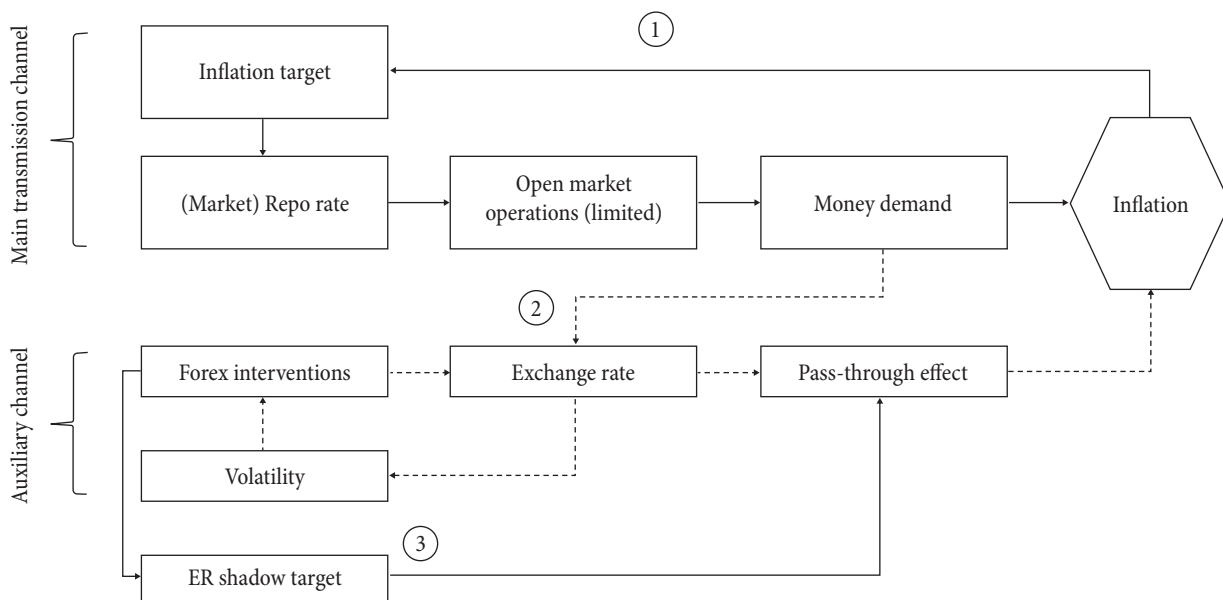 1
Main transmission channel
Inflation target
(Market) Repo rate
Open market
operations (limited)
Money demand
Inflation
2
Auxiliary channel
Forex interventions
Exchange rate
Pass-through effect
Volatility
3
ER shadow target